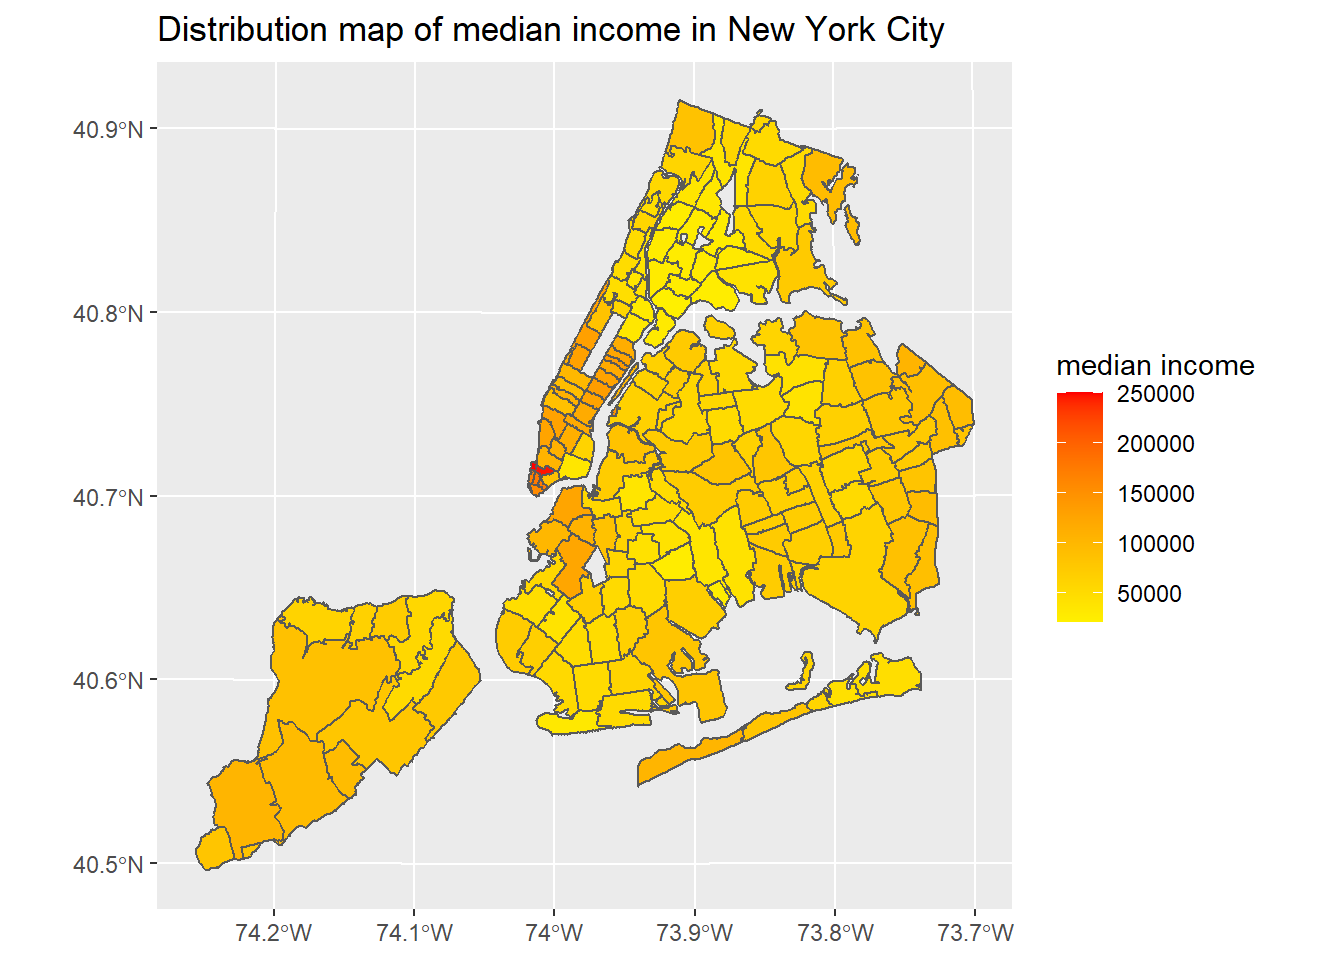 Distribution map of median income in New York City
40.9°N
40.8°N
40.7°N
40.6°N
40.5°N
74.2°W
74.1°W
74°W
73.9°W
73.8°W
73.7°W
median income
250000
200000
150000
100000
50000